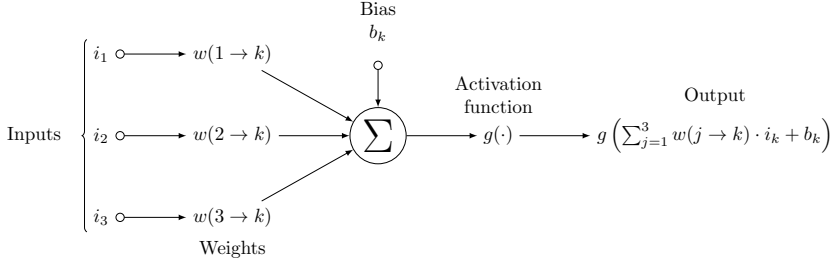 Bias
b_k
i_1
w(1 → k)
Activation
function
Output
Inputs
i_2
w(2 → k)
∑
g(·)
g(∑_{j=1}^{3} w(j → k) · i_k + b_k)
i_3
w(3 → k)
Weights